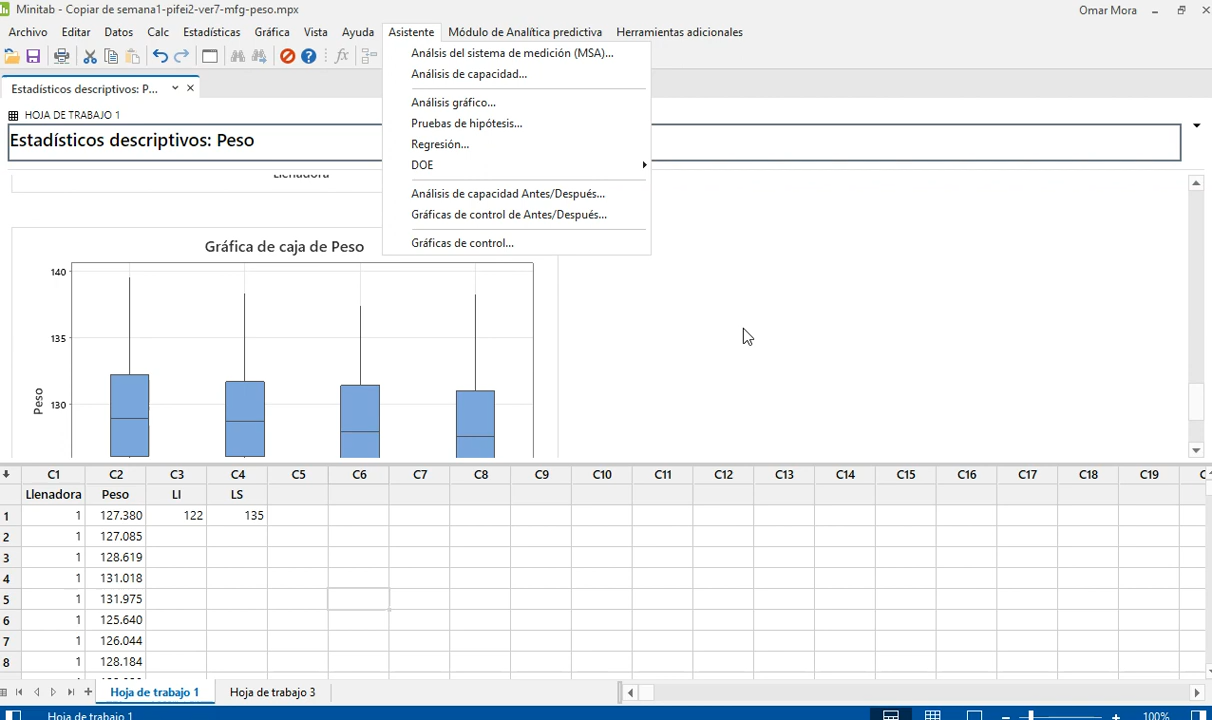 Minitab - Copiar de semana1-pifei2-ver7-mfg-peso.mpx
Omar Mora
Archivo Editar Datos Calc Estadísticas Gráfica Vista Ayuda Asistente Módulo de Analítica predictiva Herramientas adicionales
Análsis del sistema de medición (MSA)...
Análisis de capacidad...
Análisis gráfico...
Pruebas de hipótesis...
Regresión...
DOE
Análisis de capacidad Antes/Después...
Gráficas de control de Antes/Después...
Gráficas de control...
Estadísticos descriptivos: P...
HOJA DE TRABAJO 1
Estadísticos descriptivos: Peso
Llenadora
Gráfica de caja de Peso
140
135
130
Peso
C1 C2 C3 C4 C5 C6 C7 C8 C9 C10 C11 C12 C13 C14 C15 C16 C17 C18 C19
Llenadora Peso LI LS
1 1 127.380 122 135
2 1 127.085
3 1 128.619
4 1 131.018
5 1 131.975
6 1 125.640
7 1 126.044
8 1 128.184
Hoja de trabajo 1 Hoja de trabajo 3
Hoja de trabajo 1
100%